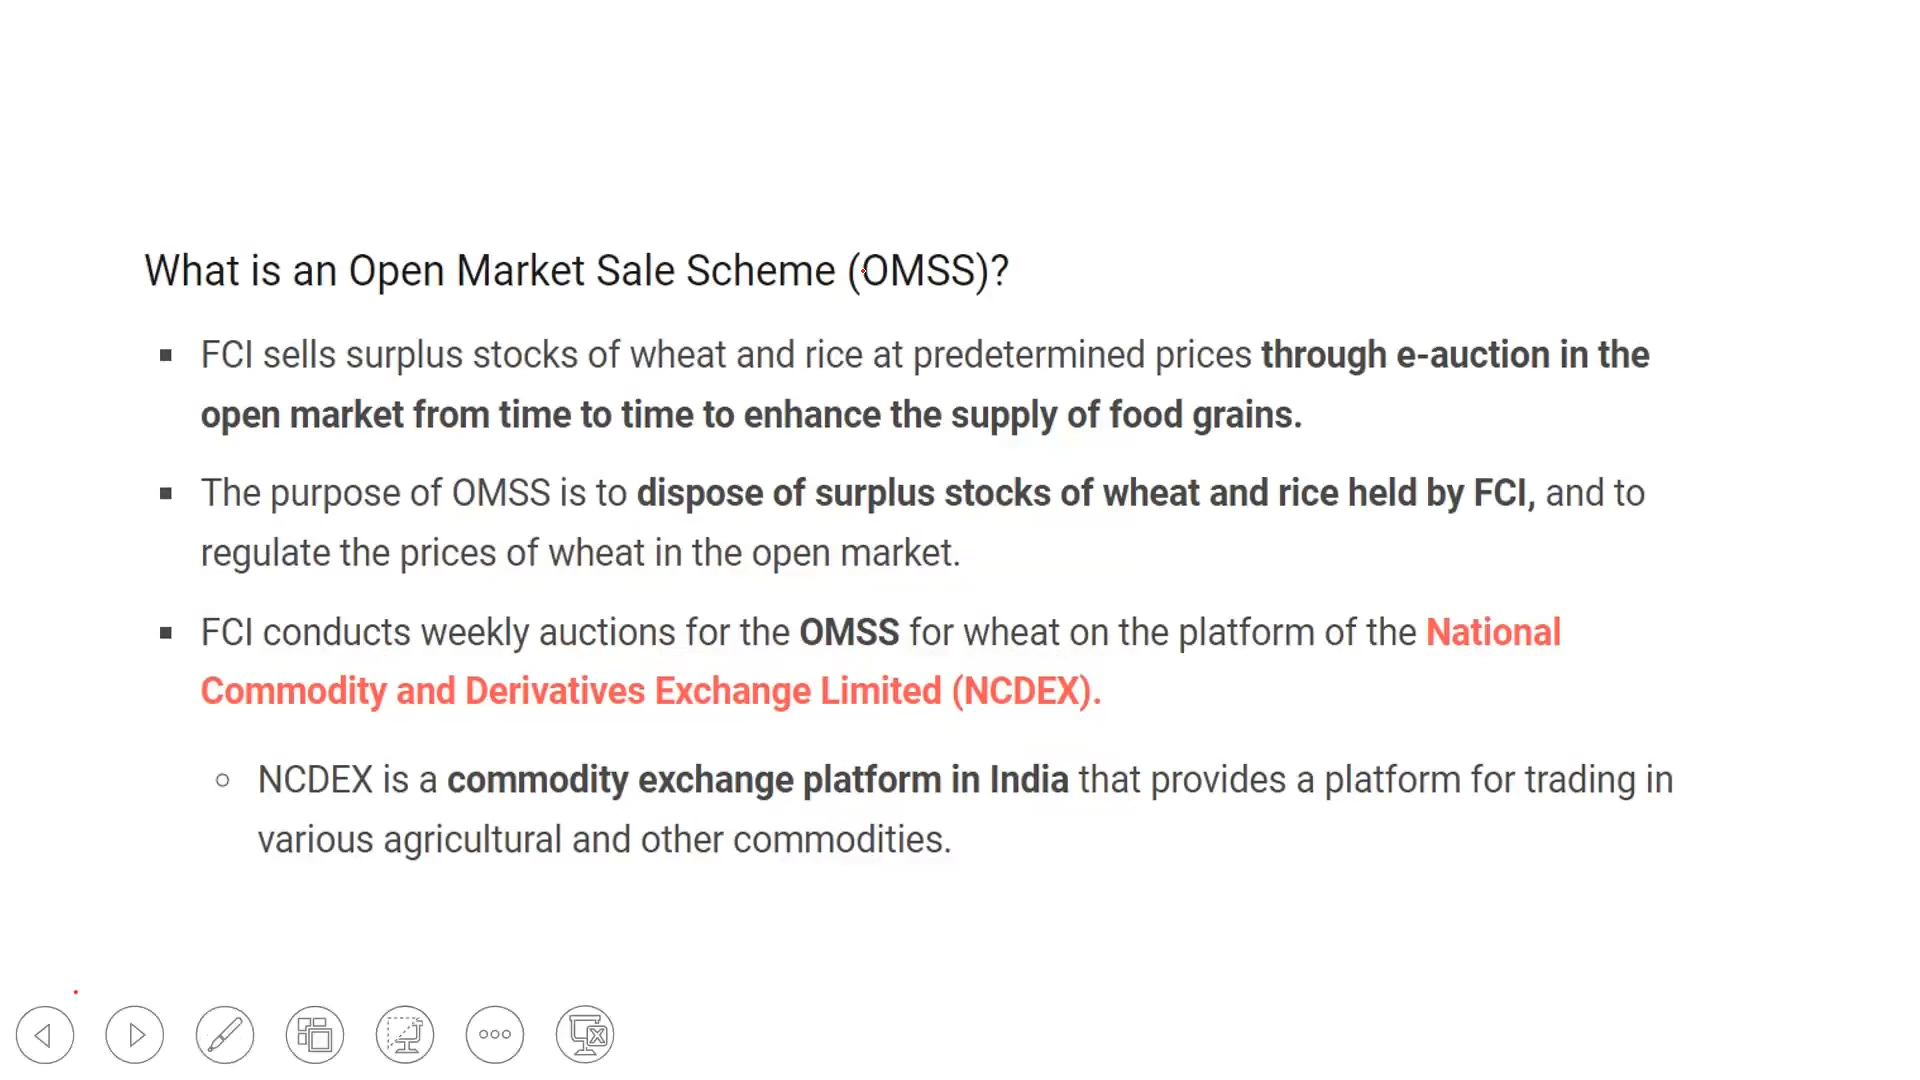 What is an Open Market Sale Scheme (OMSS)?
▪ FCI sells surplus stocks of wheat and rice at predetermined prices through e-auction in the
open market from time to time to enhance the supply of food grains.
▪ The purpose of OMSS is to dispose of surplus stocks of wheat and rice held by FCI, and to
regulate the prices of wheat in the open market.
▪ FCI conducts weekly auctions for the OMSS for wheat on the platform of the National
Commodity and Derivatives Exchange Limited (NCDEX).
○ NCDEX is a commodity exchange platform in India that provides a platform for trading in
various agricultural and other commodities.